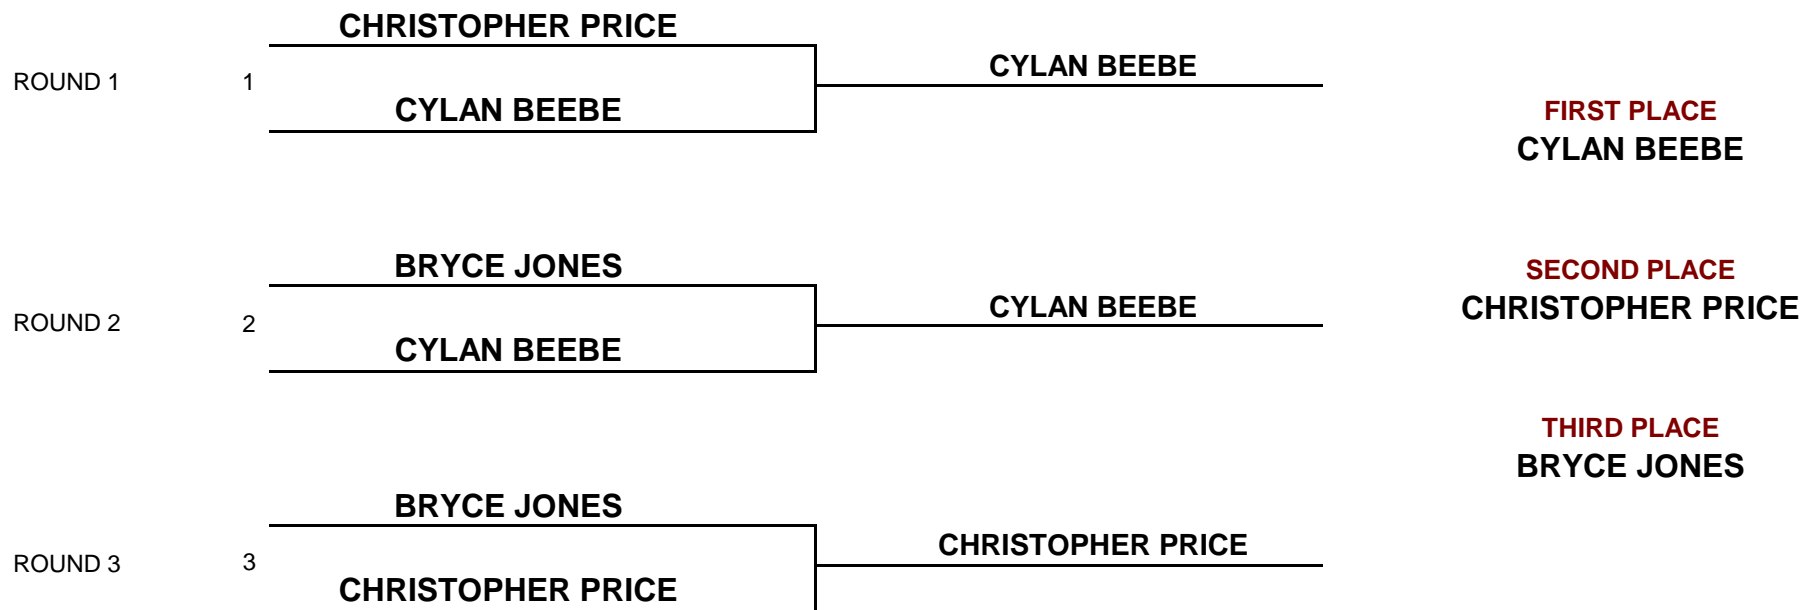 CHRISTOPHER PRICE
ROUND 1 1 CYLAN BEEBE
CYLAN BEEBE
FIRST PLACE
CYLAN BEEBE
BRYCE JONES
ROUND 2 2 CYLAN BEEBE
CYLAN BEEBE
SECOND PLACE
CHRISTOPHER PRICE
THIRD PLACE
BRYCE JONES
BRYCE JONES
ROUND 3 3 CHRISTOPHER PRICE
CHRISTOPHER PRICE